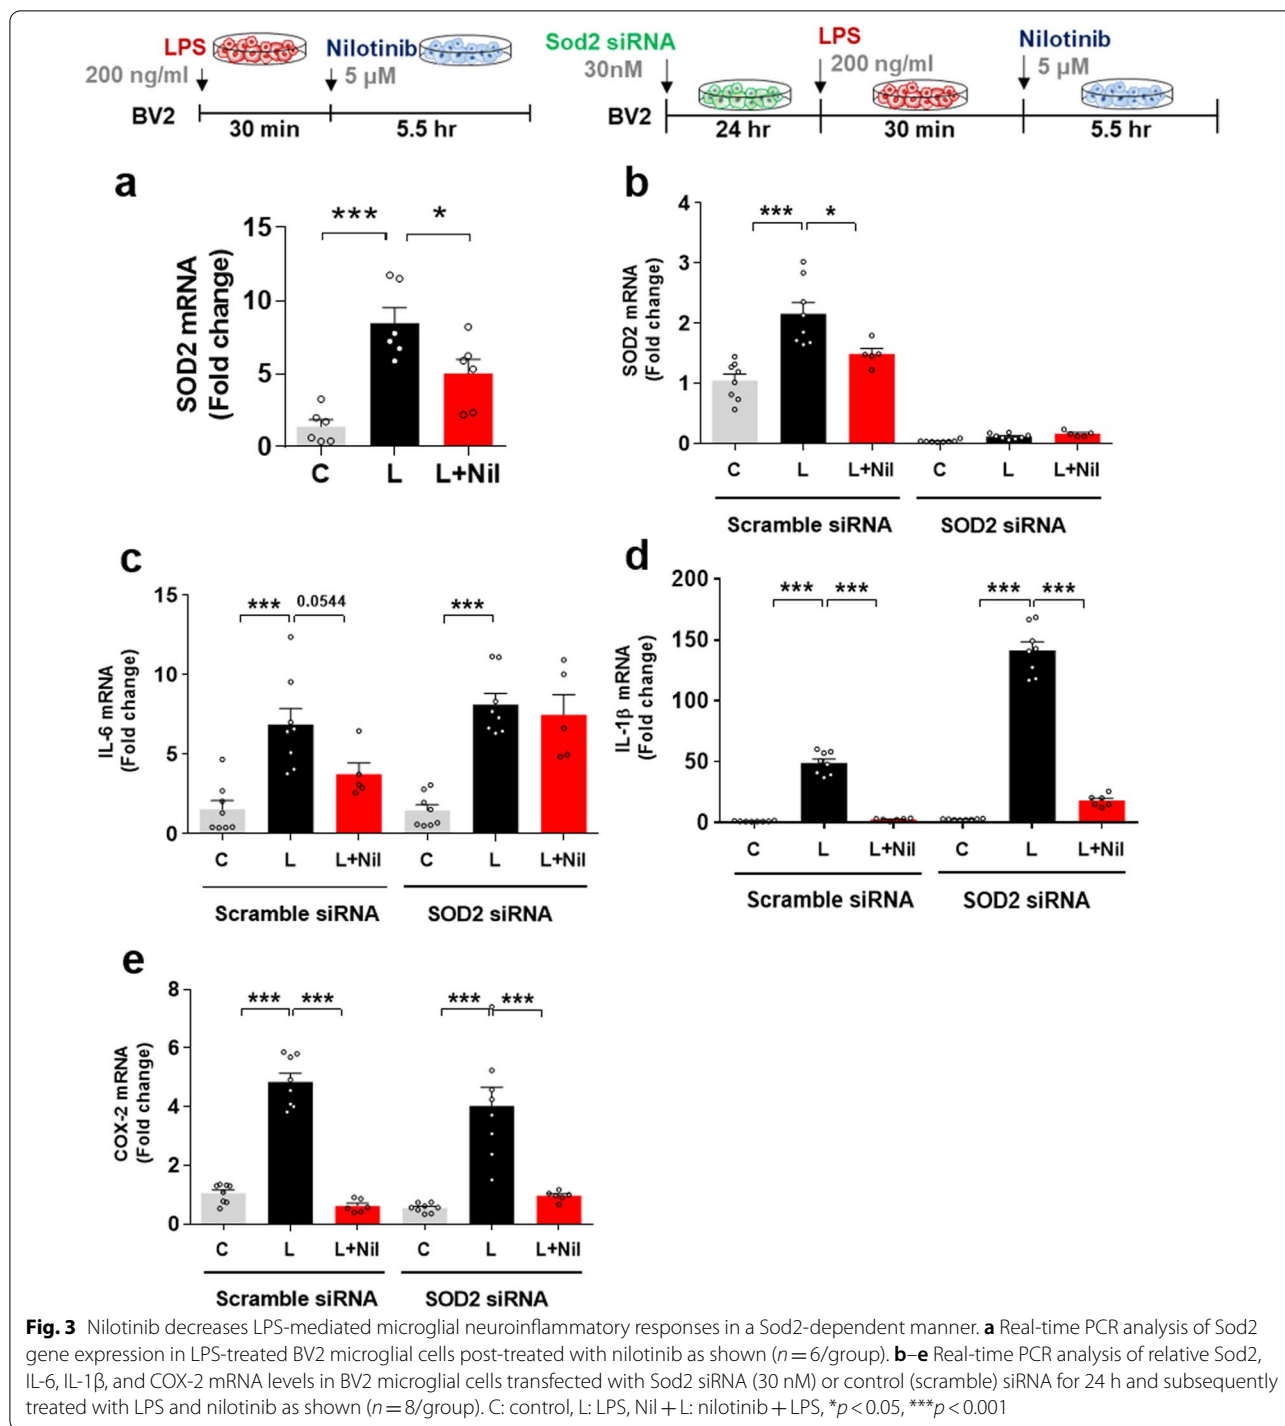 LPS
200 ng/ml
Nilotinib
5 µM
BV2
30 min
5.5 hr
Sod2 siRNA
30nM
LPS
200 ng/ml
Nilotinib
5 µM
BV2
24 hr
30 min
5.5 hr
a
SOD2 mRNA
(Fold change)
15
10
5
0
***
*
C
L
L+Nil
b
SOD2 mRNA
(Fold change)
4
3
2
1
0
***
*
C
L
L+Nil
C
L
L+Nil
Scramble siRNA
SOD2 siRNA
c
IL-6 mRNA
(Fold change)
15
10
5
0
***
0.0544
***
C
L
L+Nil
C
L
L+Nil
Scramble siRNA
SOD2 siRNA
d
IL-1β mRNA
(Fold change)
200
150
100
50
0
***
***
***
***
C
L
L+Nil
C
L
L+Nil
Scramble siRNA
SOD2 siRNA
e
COX-2 mRNA
(Fold change)
8
6
4
2
0
***
***
***
***
C
L
L+Nil
C
L
L+Nil
Scramble siRNA
SOD2 siRNA
Fig. 3 Nilotinib decreases LPS-mediated microglial neuroinflammatory responses in a Sod2-dependent manner. a Real-time PCR analysis of Sod2
gene expression in LPS-treated BV2 microglial cells post-treated with nilotinib as shown (n = 6/group). b–e Real-time PCR analysis of relative Sod2,
IL-6, IL-1β, and COX-2 mRNA levels in BV2 microglial cells transfected with Sod2 siRNA (30 nM) or control (scramble) siRNA for 24 h and subsequently
treated with LPS and nilotinib as shown (n = 8/group). C: control, L: LPS, Nil + L: nilotinib + LPS, *p < 0.05, ***p < 0.001